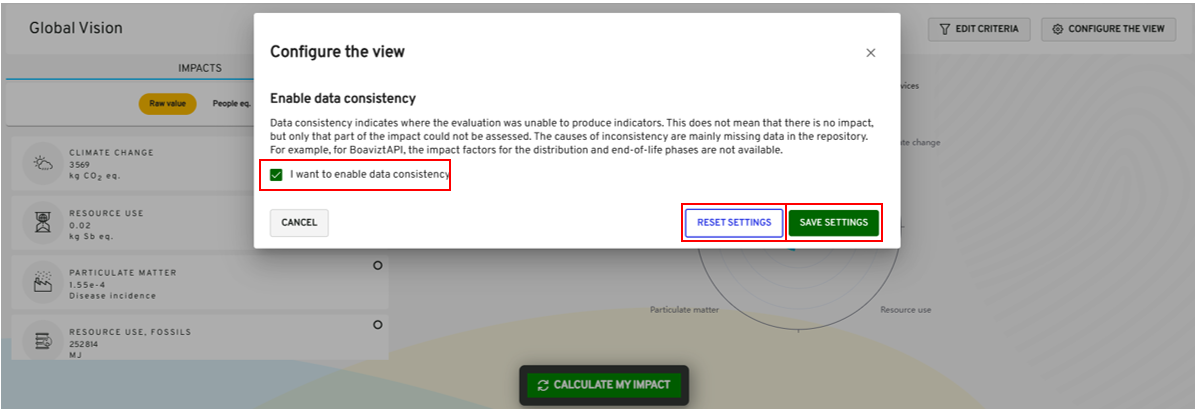 Global Vision
EDIT CRITERIA
CONFIGURE THE VIEW
IMPACTS
Raw value
People eq.
CLIMATE CHANGE
3569
kg CO2 eq.
RESOURCE USE
0.02
kg Sb eq.
PARTICULATE MATTER
1.55e-4
Disease incidence
RESOURCE USE, FOSSILS
252814
MJ
Configure the view
Enable data consistency
Data consistency indicates where the evaluation was unable to produce indicators. This does not mean that there is no impact,
but only that part of the impact could not be assessed. The causes of inconsistency are mainly missing data in the repository.
For example, for BoaviztAPI, the impact factors for the distribution and end-of-life phases are not available.
I want to enable data consistency
CANCEL
RESET SETTINGS
SAVE SETTINGS
change
Particulate matter
Resource use
CALCULATE MY IMPACT